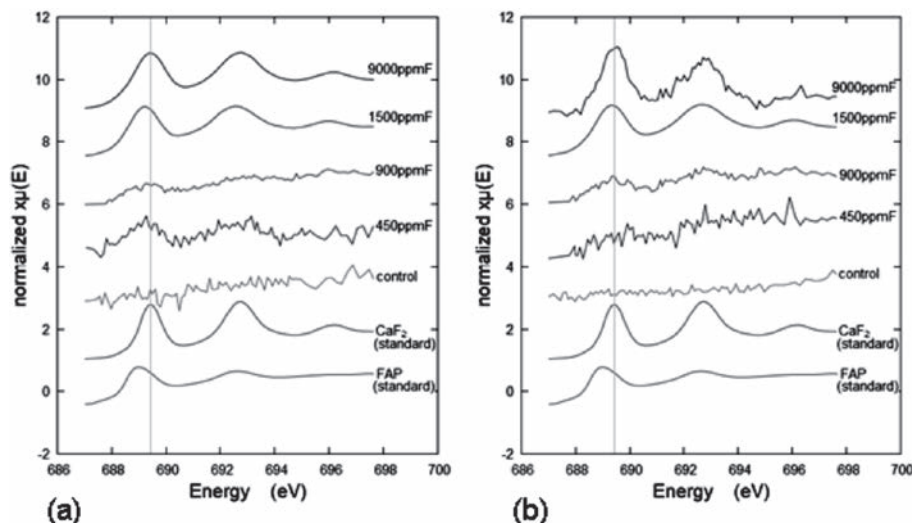 12
10
8
6
4
2
0
-2
normalized xμ(E)
9000ppmF
1500ppmF
900ppmF
450ppmF
control
CaF₂
(standard)
FAP
(standard)
686 688 690 692 694 696 698 700
Energy (eV)
(a)
12
10
8
6
4
2
0
-2
normalized xμ(E)
9000ppmF
1500ppmF
900ppmF
450ppmF
control
CaF₂
(standard)
FAP
(standard)
686 688 690 692 694 696 698 700
Energy (eV)
(b)